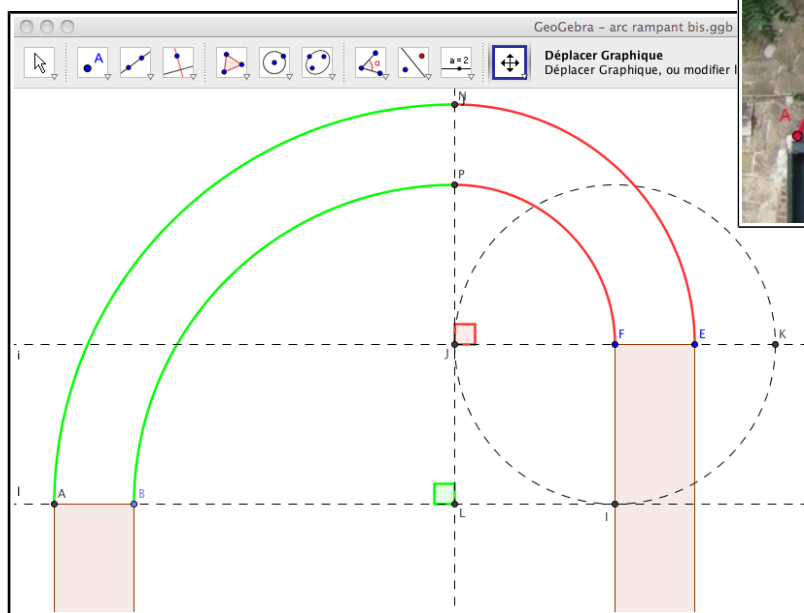 GeoGebra – arc rampant bis.ggb
A
a=2
Déplacer Graphique
Déplacer Graphique, ou modifier l
α
A
N
P
F
E
K
J
i
l
A
B
L
I